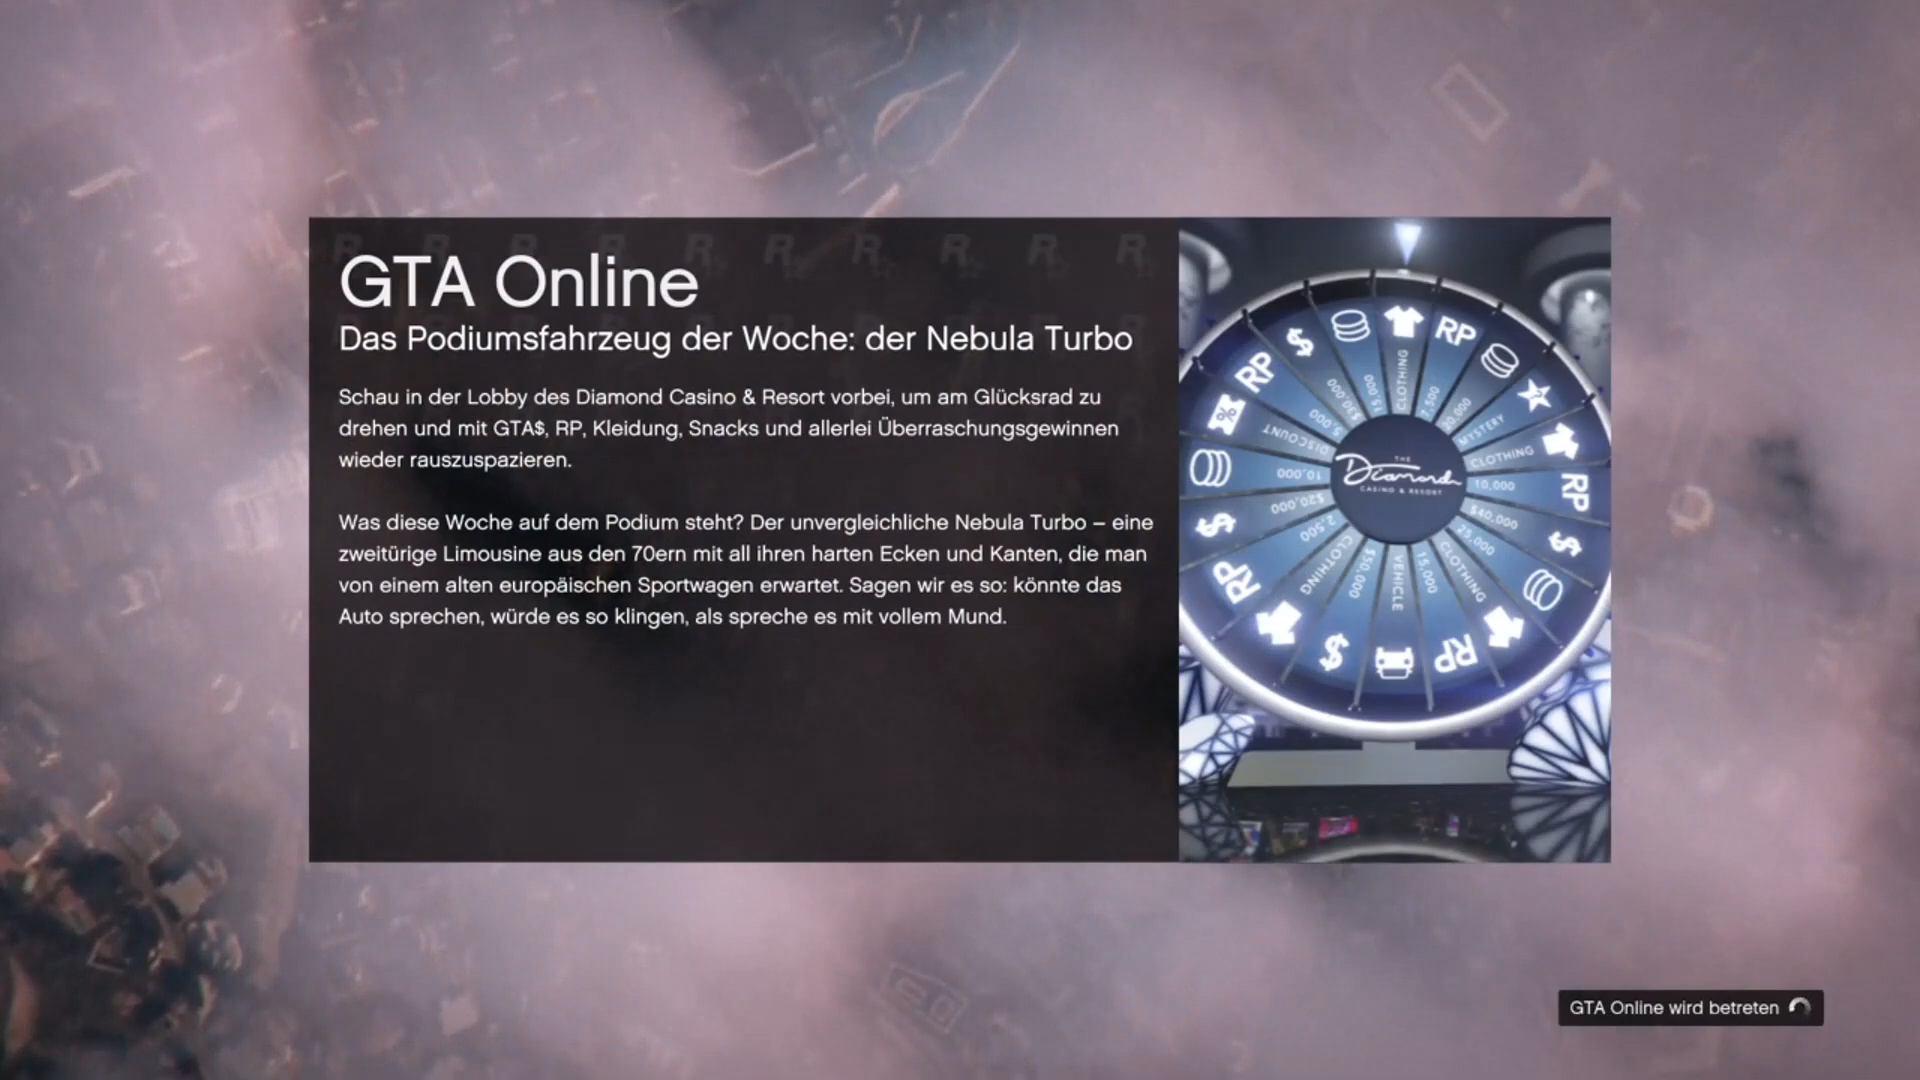 GTA Online
Das Podiumsfahrzeug der Woche: der Nebula Turbo
Schau in der Lobby des Diamond Casino & Resort vorbei, um am Glücksrad zu
drehen und mit GTA$, RP, Kleidung, Snacks und allerlei Überraschungsgewinnen
wieder rauszuspazieren.
Was diese Woche auf dem Podium steht? Der unvergleichliche Nebula Turbo – eine
zweitürige Limousine aus den 70ern mit all ihren harten Ecken und Kanten, die man
von einem alten europäischen Sportwagen erwartet. Sagen wir es so: könnte das
Auto sprechen, würde es so klingen, als spreche es mit vollem Mund.
CLOTHING
RP 7,500
20,000
MYSTERY
CLOTHING
RP 10,000
$ $40,000
25,000
CLOTHING
RP 15,000
VEHICLE
$ $50,000
CLOTHING
RP 2,500
$ $20,000
10,000
DISCOUNT %
RP 5,000
$ $30,000
15,000
THE
Diamond
CASINO & RESORT
GTA Online wird betreten